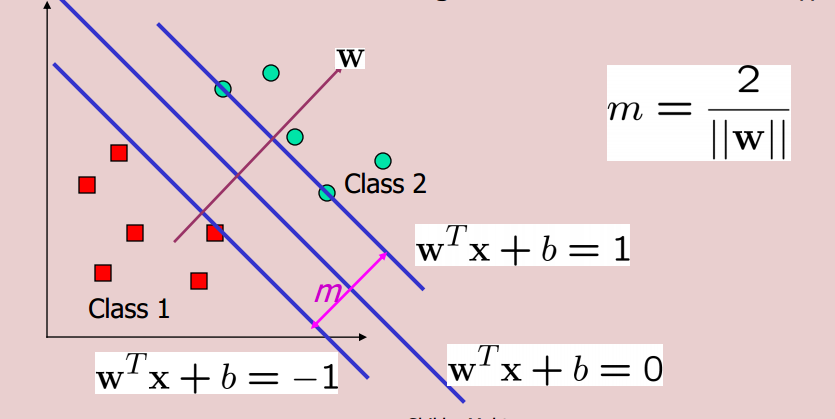 w
m = 2 / ||w||
Class 2
w^T x + b = 1
m
Class 1
w^T x + b = −1
w^T x + b = 0